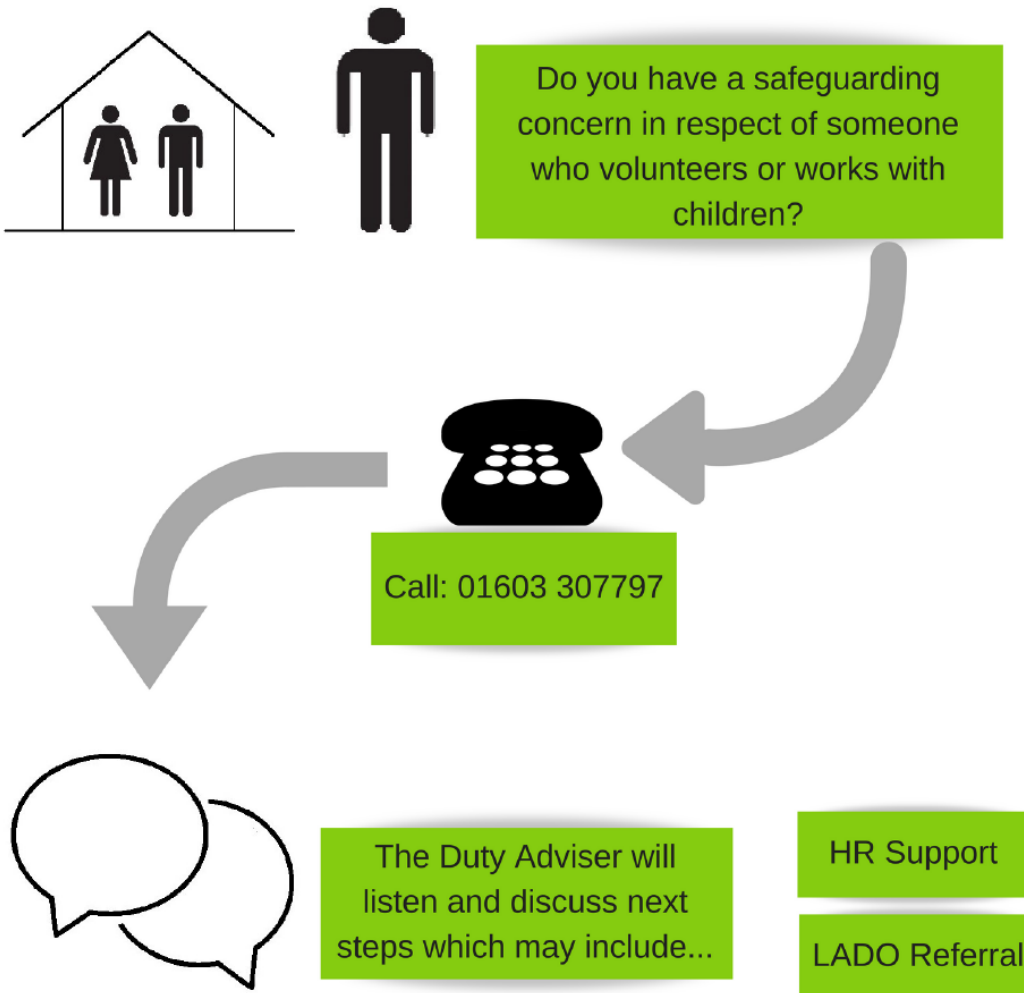 Do you have a safeguarding
concern in respect of someone
who volunteers or works with
children?
Call: 01603 307797
The Duty Adviser will
listen and discuss next
steps which may include...
HR Support
LADO Referral